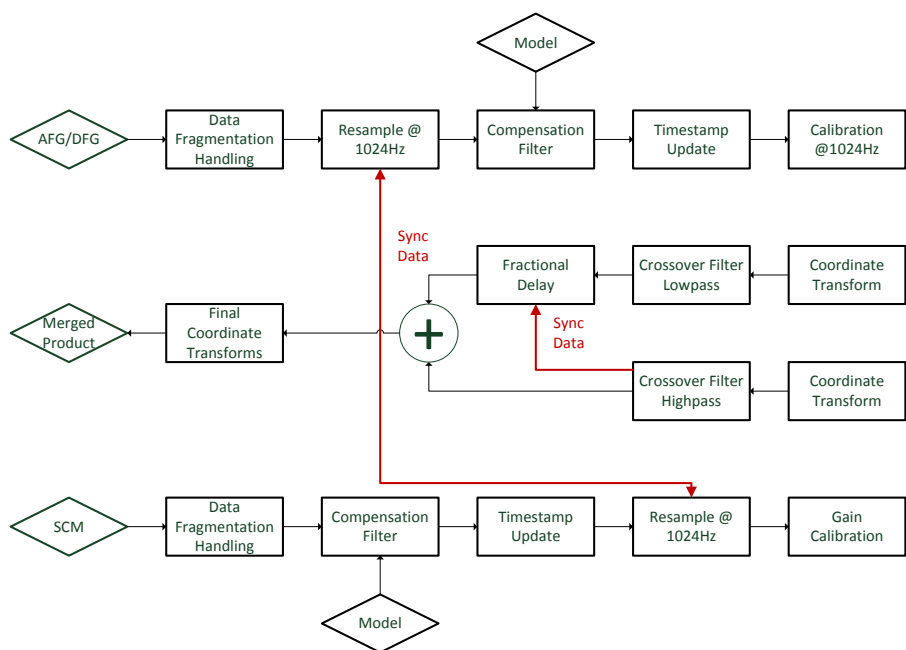 Model
AFG/DFG
Data
Fragmentation
Handling
Resample @
1024Hz
Compensation
Filter
Timestamp
Update
Calibration
@1024Hz
Sync
Data
Fractional
Delay
Crossover Filter
Lowpass
Coordinate
Transform
Merged
Product
Final
Coordinate
Transforms
+
Sync
Data
Crossover Filter
Highpass
Coordinate
Transform
SCM
Data
Fragmentation
Handling
Compensation
Filter
Timestamp
Update
Resample @
1024Hz
Gain
Calibration
Model